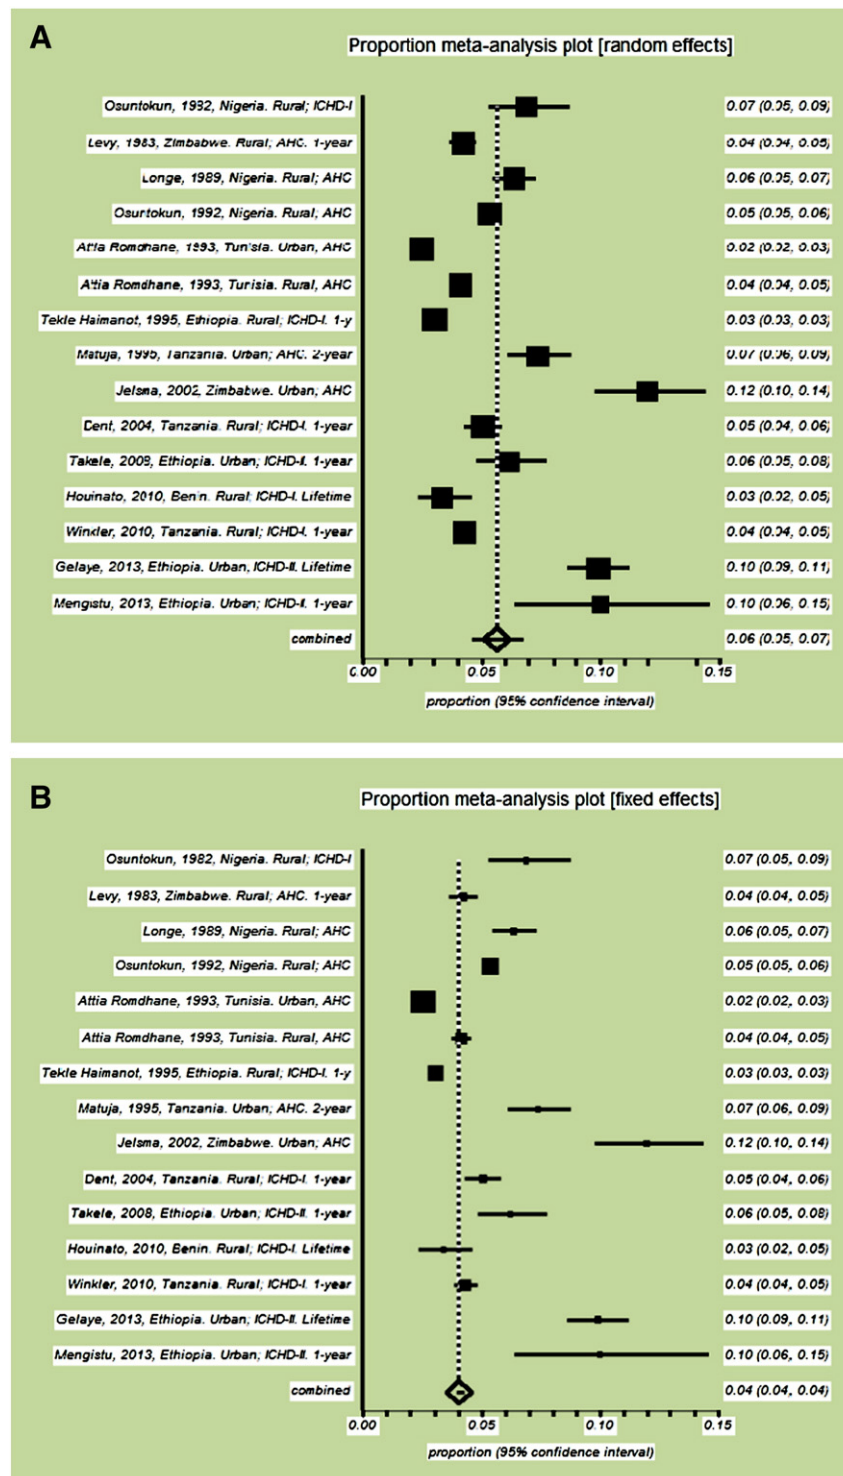 A
Proportion meta-analysis plot [random effects]
Osuntokun, 1982, Nigeria. Rural; ICHD-I 0.07 (0.05, 0.09)
Levy, 1983, Zimbabwe. Rural; AHC. 1-year 0.04 (0.04, 0.05)
Longe, 1989, Nigeria. Rural; AHC 0.06 (0.05, 0.07)
Osuntokun, 1992, Nigeria. Rural; AHC 0.05 (0.05, 0.06)
Attia Romdhane, 1993, Tunisia. Urban, AHC 0.02 (0.02, 0.03)
Attia Romdhane, 1993, Tunisia. Rural, AHC 0.04 (0.04, 0.05)
Tekle Haimanot, 1995, Ethiopia. Rural; ICHD-I. 1-y 0.03 (0.03, 0.03)
Matuja, 1995, Tanzania. Urban; AHC. 2-year 0.07 (0.06, 0.09)
Jelsma, 2002, Zimbabwe. Urban; AHC 0.12 (0.10, 0.14)
Dent, 2004, Tanzania. Rural; ICHD-I. 1-year 0.05 (0.04, 0.06)
Takele, 2008, Ethiopia. Urban; ICHD-II. 1-year 0.06 (0.05, 0.08)
Houinato, 2010, Benin. Rural; ICHD-I. Lifetime 0.03 (0.02, 0.05)
Winkler, 2010, Tanzania. Rural; ICHD-I. 1-year 0.04 (0.04, 0.05)
Gelaye, 2013, Ethiopia. Urban, ICHD-II. Lifetime 0.10 (0.09, 0.11)
Mengistu, 2013, Ethiopia. Urban; ICHD-II. 1-year 0.10 (0.06, 0.15)
combined 0.06 (0.05, 0.07)
0.00 0.05 0.10 0.15
proportion (95% confidence interval)
B
Proportion meta-analysis plot [fixed effects]
Osuntokun, 1982, Nigeria. Rural; ICHD-I 0.07 (0.05, 0.09)
Levy, 1983, Zimbabwe. Rural; AHC. 1-year 0.04 (0.04, 0.05)
Longe, 1989, Nigeria. Rural; AHC 0.06 (0.05, 0.07)
Osuntokun, 1992, Nigeria. Rural; AHC 0.05 (0.05, 0.06)
Attia Romdhane, 1993, Tunisia. Urban, AHC 0.02 (0.02, 0.03)
Attia Romdhane, 1993, Tunisia. Rural, AHC 0.04 (0.04, 0.05)
Tekle Haimanot, 1995, Ethiopia. Rural; ICHD-I. 1-y 0.03 (0.03, 0.03)
Matuja, 1995, Tanzania. Urban; AHC. 2-year 0.07 (0.06, 0.09)
Jelsma, 2002, Zimbabwe. Urban; AHC 0.12 (0.10, 0.14)
Dent, 2004, Tanzania. Rural; ICHD-I. 1-year 0.05 (0.04, 0.06)
Takele, 2008, Ethiopia. Urban; ICHD-II. 1-year 0.06 (0.05, 0.08)
Houinato, 2010, Benin. Rural; ICHD-I. Lifetime 0.03 (0.02, 0.05)
Winkler, 2010, Tanzania. Rural; ICHD-I. 1-year 0.04 (0.04, 0.05)
Gelaye, 2013, Ethiopia. Urban; ICHD-II. Lifetime 0.10 (0.09, 0.11)
Mengistu, 2013, Ethiopia. Urban; ICHD-II. 1-year 0.10 (0.06, 0.15)
combined 0.04 (0.04, 0.04)
0.00 0.05 0.10 0.15
proportion (95% confidence interval)